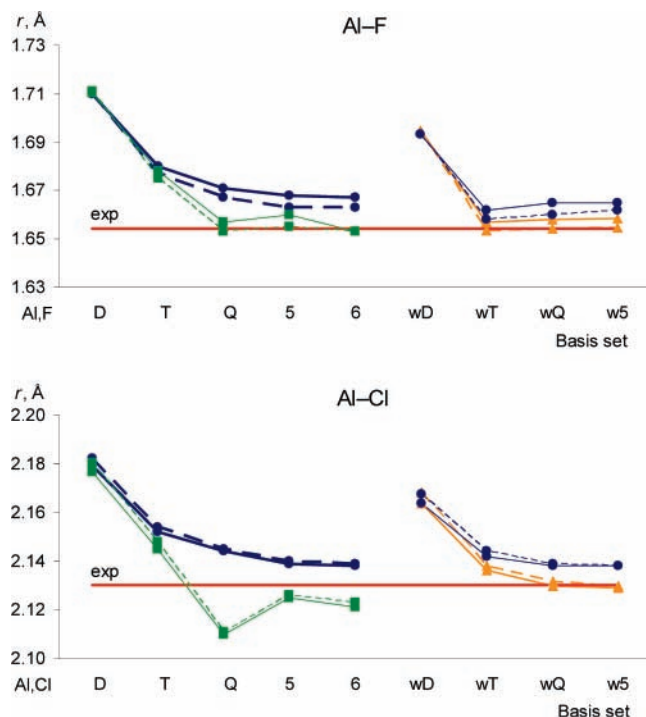 r, Å
Al–F
1.73
1.71
1.69
1.67
1.65
1.63
exp
Al,F D T Q 5 6 wD wT wQ w5
Basis set
r, Å
Al–Cl
2.20
2.18
2.16
2.14
2.12
2.10
exp
Al,Cl D T Q 5 6 wD wT wQ w5
Basis set